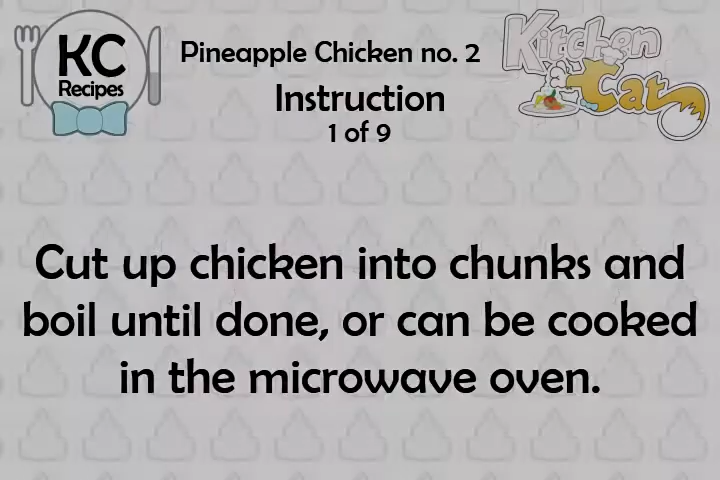 KC
Recipes
Pineapple Chicken no. 2
Instruction
1 of 9
Kitchen
Cat
Cut up chicken into chunks and
boil until done, or can be cooked
in the microwave oven.